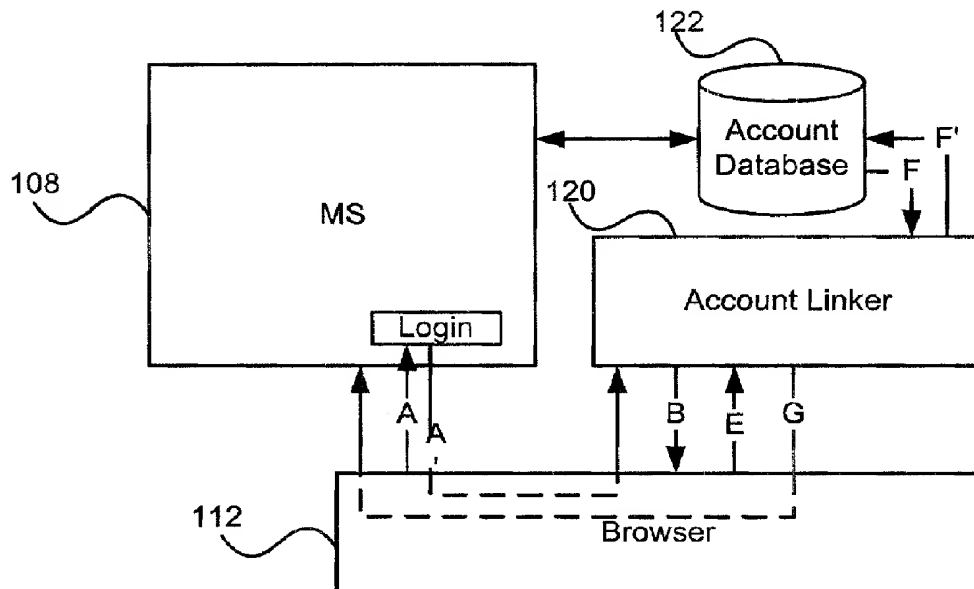 122
Account
Database
F'
F
108
MS
120
Account Linker
Login
A
A
'
B
E
G
112
Browser